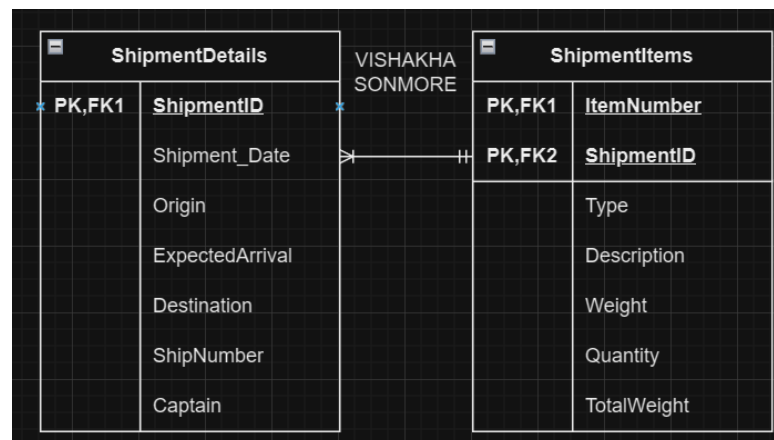 ShipmentDetails
PK,FK1 ShipmentID
Shipment_Date
Origin
ExpectedArrival
Destination
ShipNumber
Captain
VISHAKHA
SONMORE
ShipmentItems
PK,FK1 ItemNumber
PK,FK2 ShipmentID
Type
Description
Weight
Quantity
TotalWeight